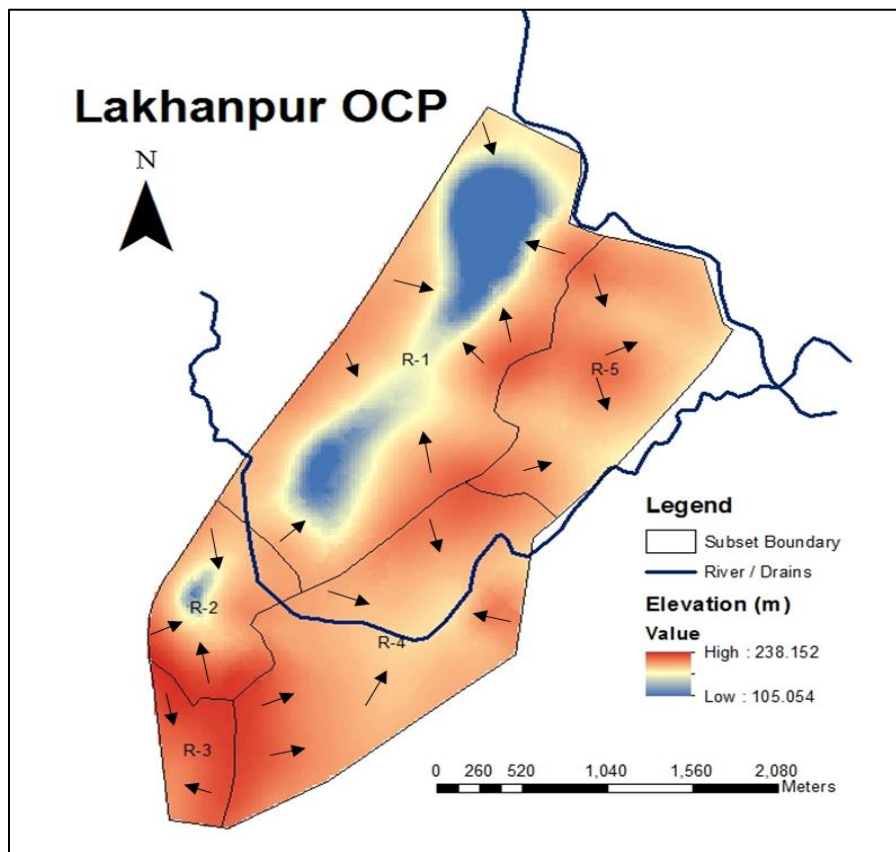 Lakhanpur OCP
N
R-1
R-5
R-2
R-4
R-3
Legend
Subset Boundary
River / Drains
Elevation (m)
Value
High : 238.152
Low : 105.054
0 260 520 1,040 1,560 2,080
Meters